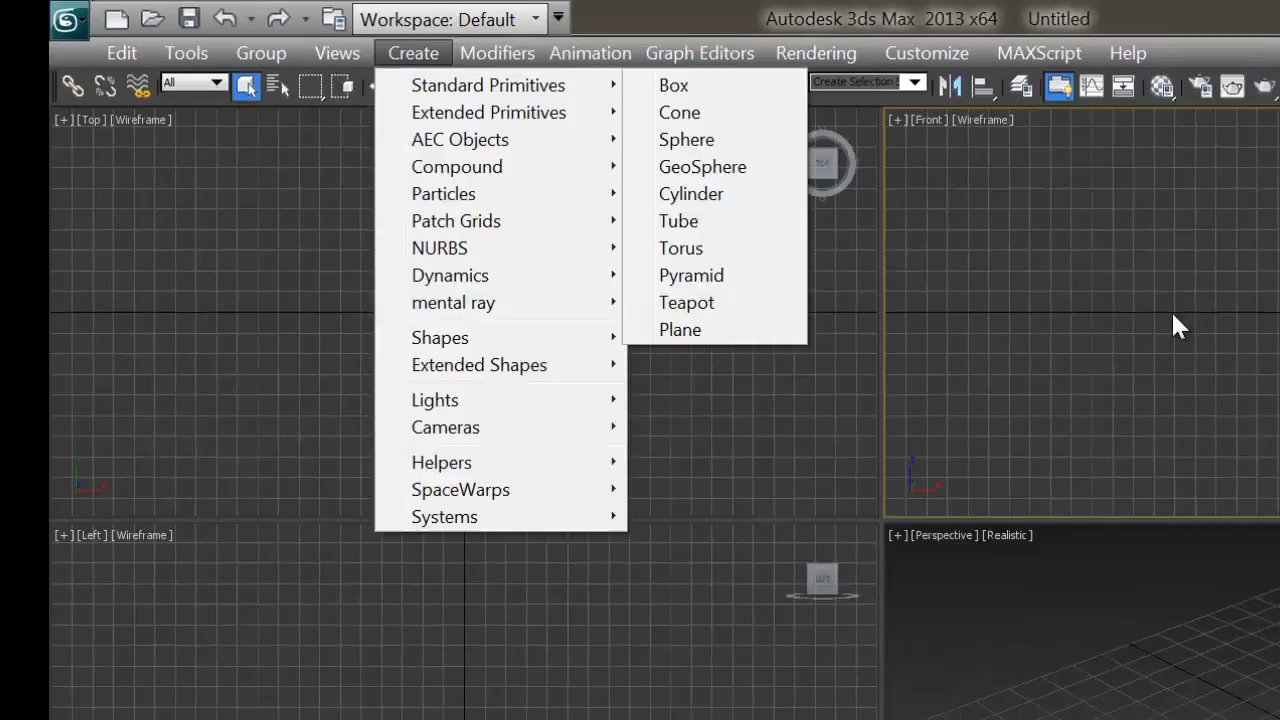 Workspace: Default
Autodesk 3ds Max 2013 x64 Untitled
Edit Tools Group Views Create Modifiers Animation Graph Editors Rendering Customize MAXScript Help
All
Create Selection
Standard Primitives
Extended Primitives
AEC Objects
Compound
Particles
Patch Grids
NURBS
Dynamics
mental ray
Shapes
Extended Shapes
Lights
Cameras
Helpers
SpaceWarps
Systems
Box
Cone
Sphere
GeoSphere
Cylinder
Tube
Torus
Pyramid
Teapot
Plane
[+] [Top] [Wireframe]
TOP
[+] [Front] [Wireframe]
[+] [Left] [Wireframe]
[+] [Perspective] [Realistic]